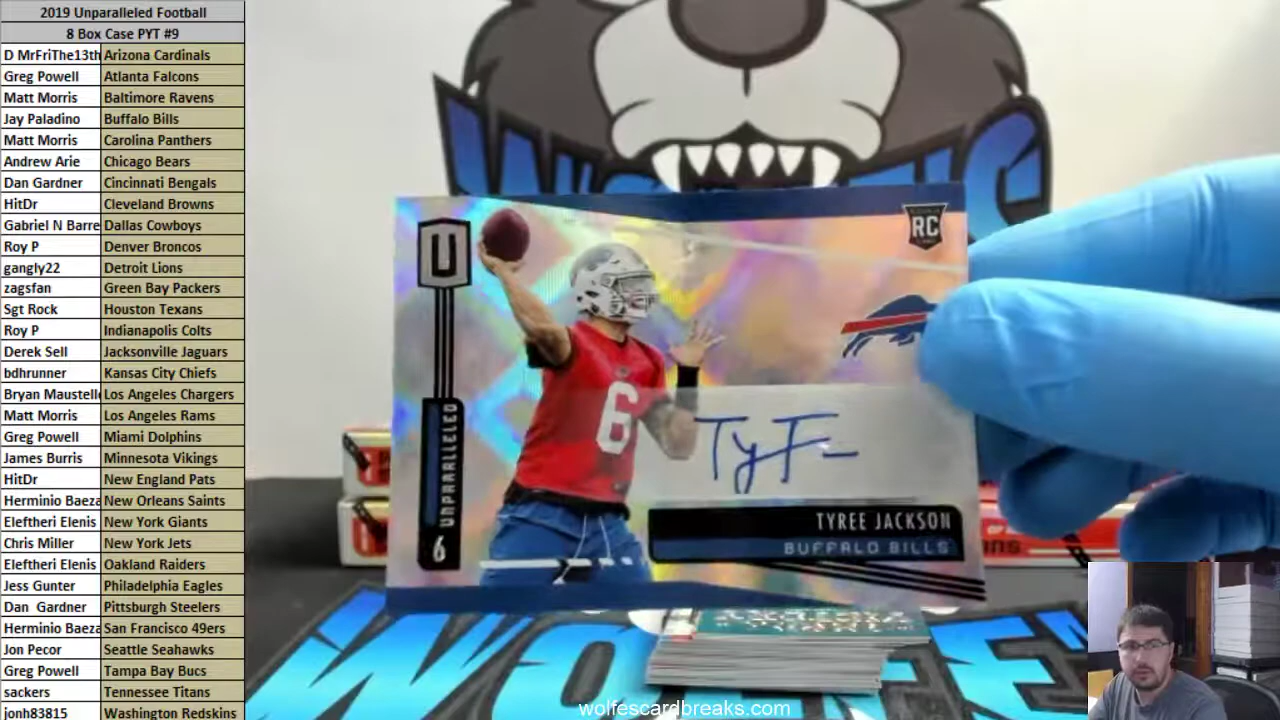 2019 Unparalleled Football
8 Box Case PYT #9
D MrFriThe13th Arizona Cardinals
Greg Powell Atlanta Falcons
Matt Morris Baltimore Ravens
Jay Paladino Buffalo Bills
Matt Morris Carolina Panthers
Andrew Arie Chicago Bears
Dan Gardner Cincinnati Bengals
HitDr Cleveland Browns
Gabriel N Barre Dallas Cowboys
Roy P Denver Broncos
gangly22 Detroit Lions
zagsfan Green Bay Packers
Sgt Rock Houston Texans
Roy P Indianapolis Colts
Derek Sell Jacksonville Jaguars
bdhrunner Kansas City Chiefs
Bryan Maustelle Los Angeles Chargers
Matt Morris Los Angeles Rams
Greg Powell Miami Dolphins
James Burris Minnesota Vikings
HitDr New England Pats
Herminio Baeza New Orleans Saints
Eleftheri Elenis New York Giants
Chris Miller New York Jets
Eleftheri Elenis Oakland Raiders
Jess Gunter Philadelphia Eagles
Dan Gardner Pittsburgh Steelers
Herminio Baeza San Francisco 49ers
Jon Pecor Seattle Seahawks
Greg Powell Tampa Bay Bucs
sackers Tennessee Titans
jonh83815 Washington Redskins
U
RC
6
UNPARALLELED
6
TYREE JACKSON
BUFFALO BILLS
wolfescardbreaks.com